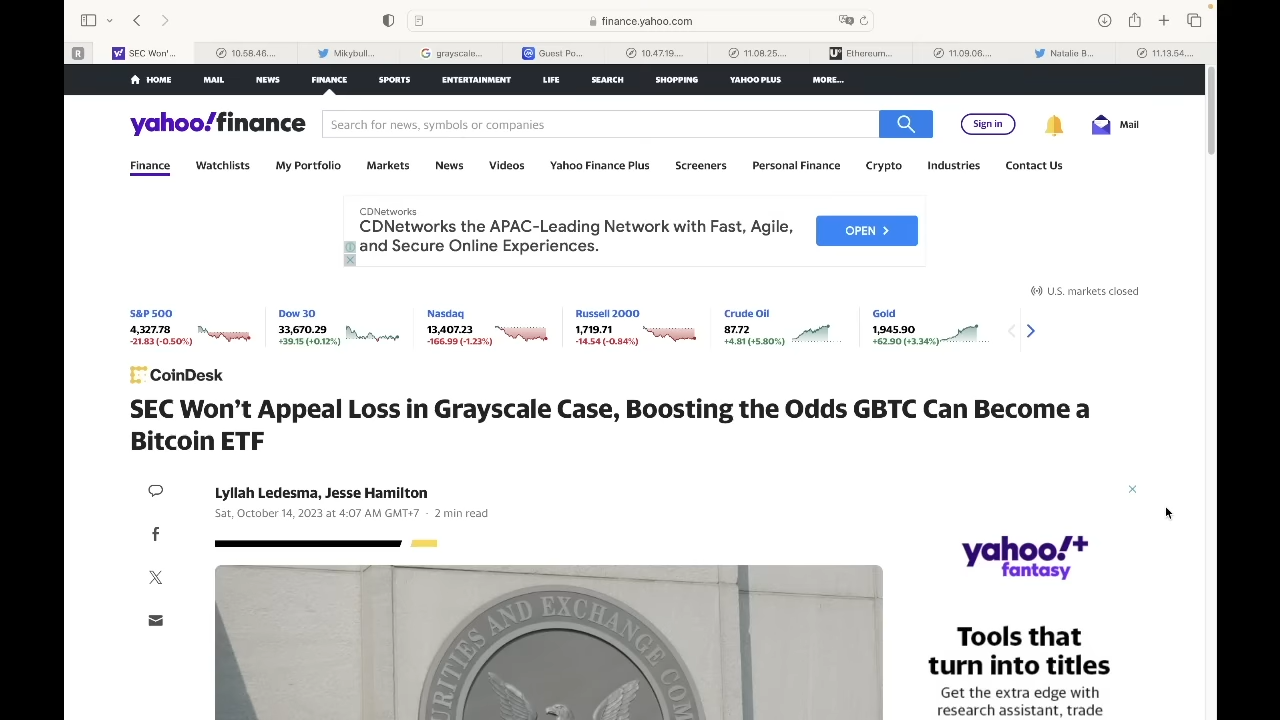 finance.yahoo.com
R
SEC Won'...
10.58.46....
Mikybull...
grayscale...
Guest Po...
10.47.19....
11.08.25....
Ethereum...
11.09.06....
Natalie B...
11.13.54....
HOME
MAIL
NEWS
FINANCE
SPORTS
ENTERTAINMENT
LIFE
SEARCH
SHOPPING
YAHOO PLUS
MORE...
yahoo!finance
Search for news, symbols or companies
Sign in
Mail
Finance
Watchlists
My Portfolio
Markets
News
Videos
Yahoo Finance Plus
Screeners
Personal Finance
Crypto
Industries
Contact Us
CDNetworks
CDNetworks the APAC-Leading Network with Fast, Agile,
and Secure Online Experiences.
OPEN
U.S. markets closed
S&P 500
4,327.78
-21.83 (-0.50%)
Dow 30
33,670.29
+39.15 (+0.12%)
Nasdaq
13,407.23
-166.99 (-1.23%)
Russell 2000
1,719.71
-14.54 (-0.84%)
Crude Oil
87.72
+4.81 (+5.80%)
Gold
1,945.90
+62.90 (+3.34%)
CoinDesk
SEC Won't Appeal Loss in Grayscale Case, Boosting the Odds GBTC Can Become a
Bitcoin ETF
Lyllah Ledesma, Jesse Hamilton
Sat, October 14, 2023 at 4:07 AM GMT+7 · 2 min read
URITIES AND EXCHANGE COM
yahoo!+
fantasy
Tools that
turn into titles
Get the extra edge with
research assistant, trade